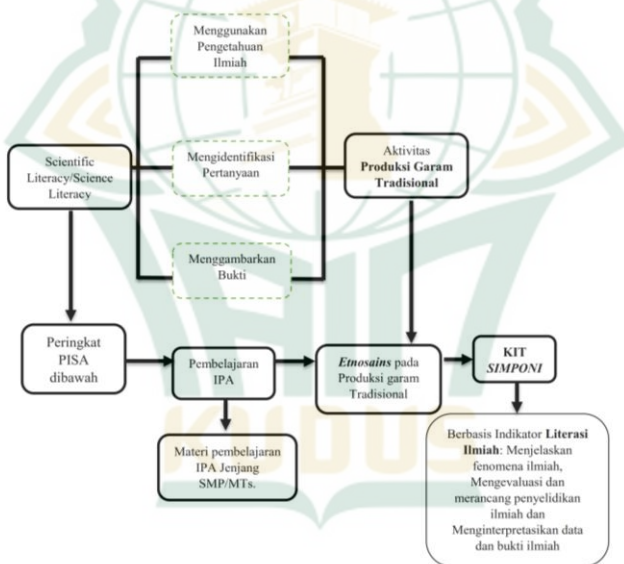 Menggunakan
Pengetahuan
Ilmiah
Scientific
Literacy/Science
Literacy
Mengidentifikasi
Pertanyaan
Aktivitas
Produksi Garam
Tradisional
Menggambarkan
Bukti
Peringkat
PISA
dibawah
Pembelajaran
IPA
Etnosains pada
Produksi garam
Tradisional
KIT
SIMPONI
Materi pembelajaran
IPA Jenjang
SMP/MTs.
Berbasis Indikator Literasi
Ilmiah: Menjelaskan
fenomena ilmiah,
Mengevaluasi dan
merancang penyelidikan
ilmiah dan
Menginterpretasikan data
dan bukti ilmiah
KUDUS